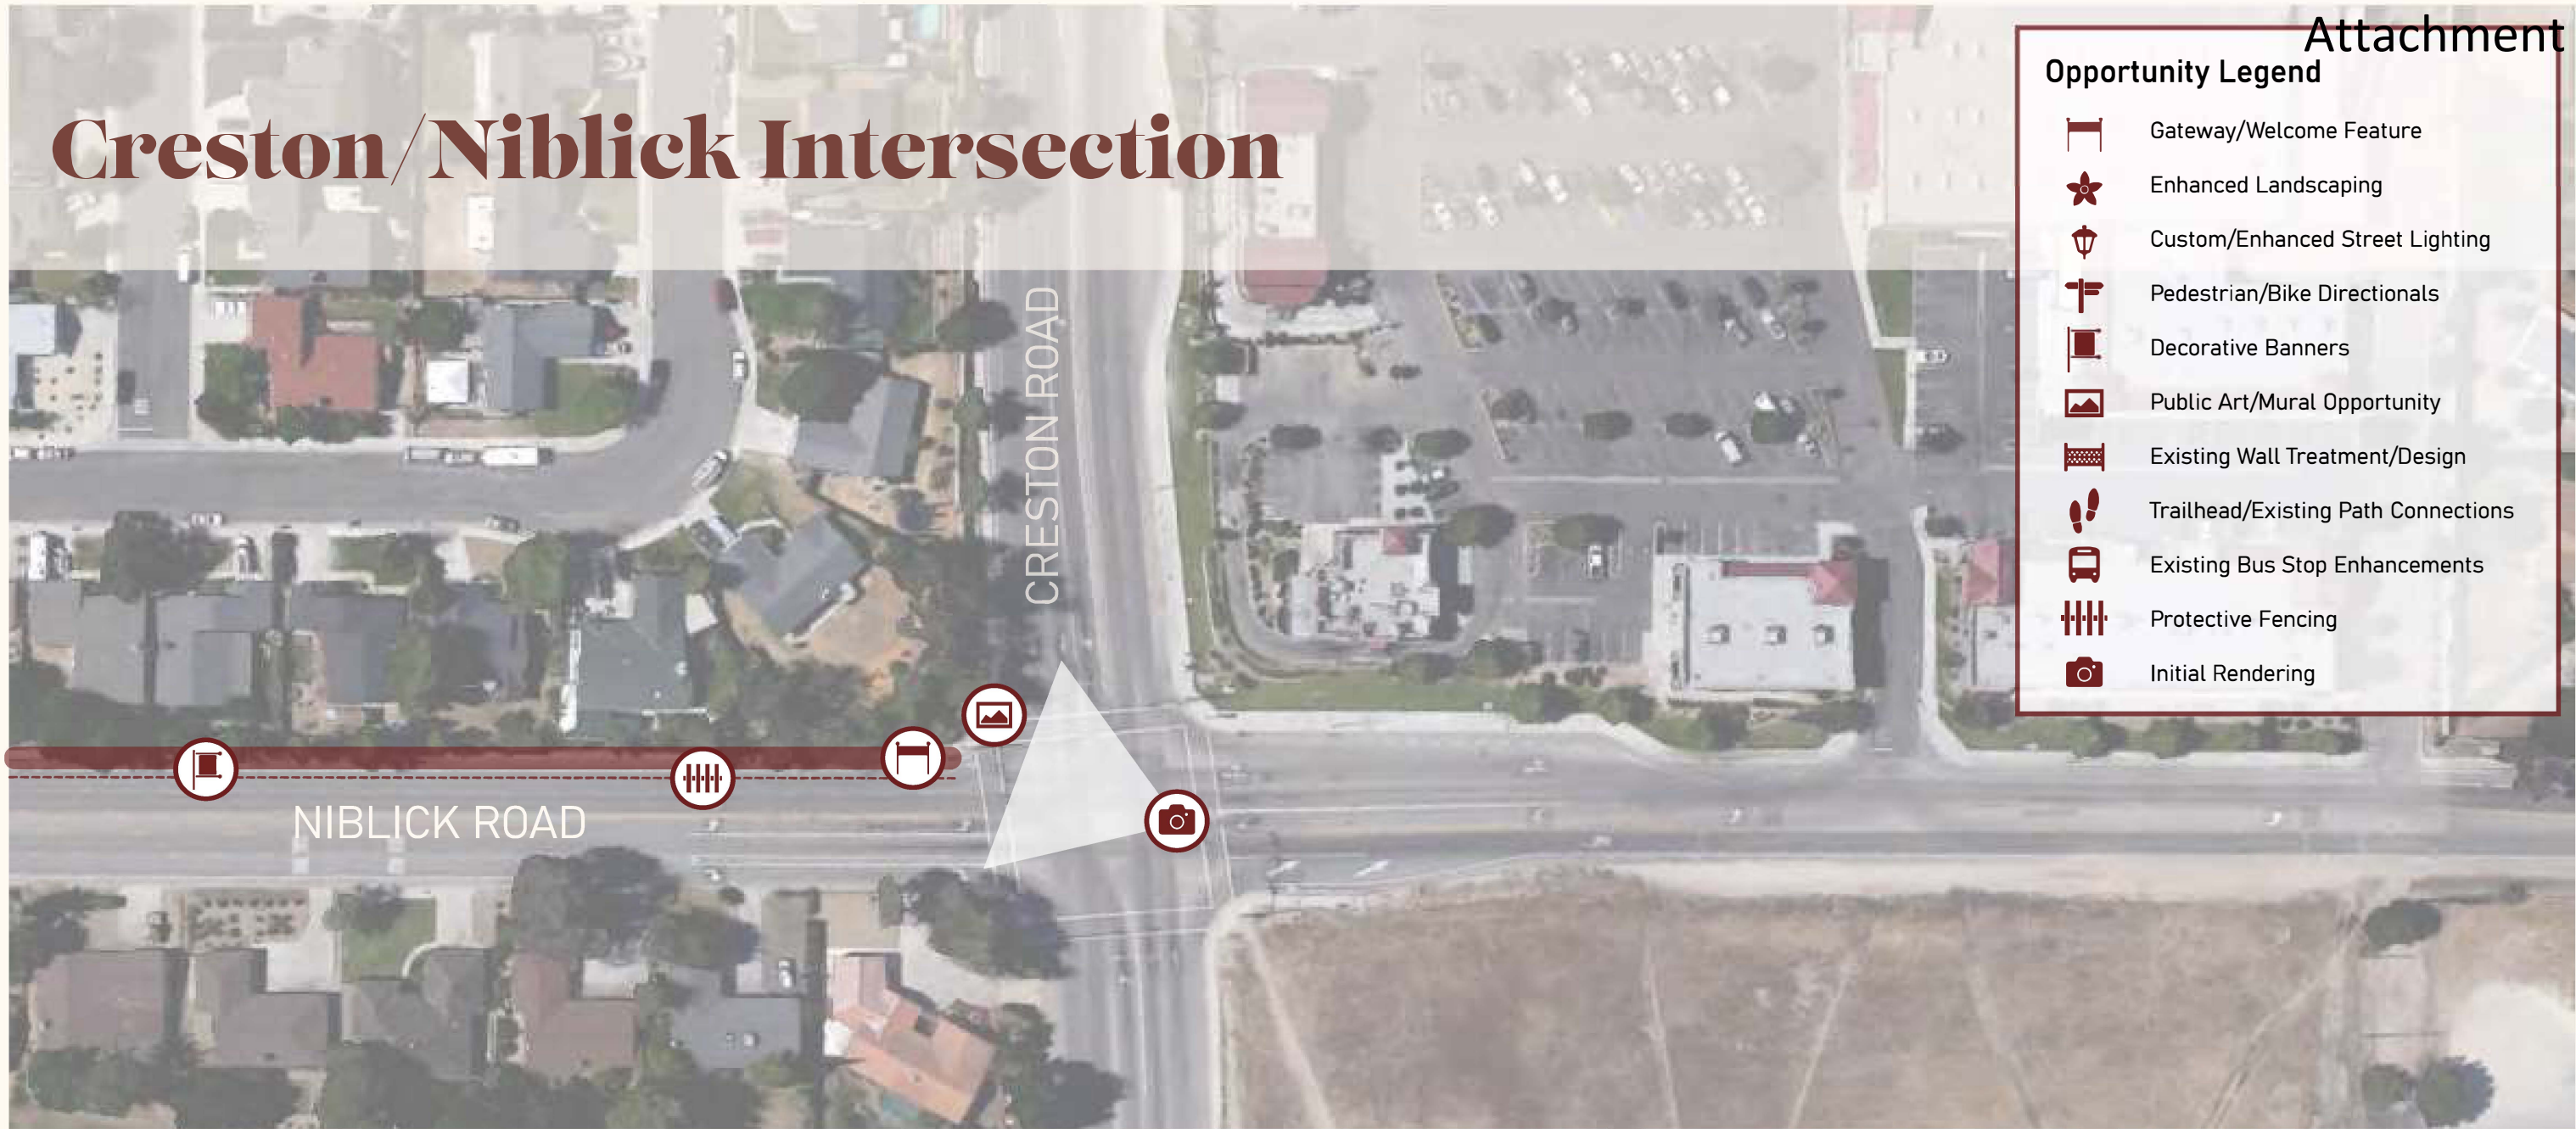 Attachment
Creston/Niblick Intersection
Opportunity Legend
Gateway/Welcome Feature
Enhanced Landscaping
Custom/Enhanced Street Lighting
Pedestrian/Bike Directionals
Decorative Banners
Public Art/Mural Opportunity
Existing Wall Treatment/Design
Trailhead/Existing Path Connections
Existing Bus Stop Enhancements
Protective Fencing
Initial Rendering
CRESTON ROAD
NIBLICK ROAD